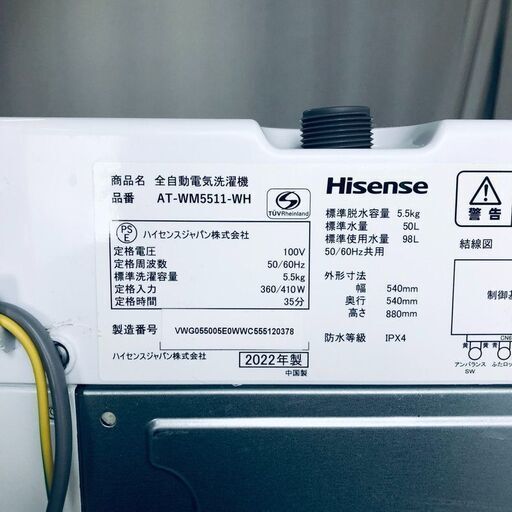 商品名 全自動電気洗濯機
品番 AT-WM5511-WH
TÜVRheinland
PS
E
ハイセンスジャパン株式会社
定格電圧 100V
定格周波数 50/60Hz
標準洗濯容量 5.5kg
定格入力 360/410W
定格時間 35分
製造番号 VWG055005E0WWC555120378
ハイセンスジャパン株式会社
2022年製
中国製
Hisense
標準脱水容量 5.5kg
標準水量 50L
標準使用水量 98L
50/60Hz共用
外形寸法
幅 540mm
奥行 540mm
高さ 880mm
防水等級 IPX4
警告
結線図
制御基
CN6
黄 黄 青
アンバランス
SW
ふたロッ